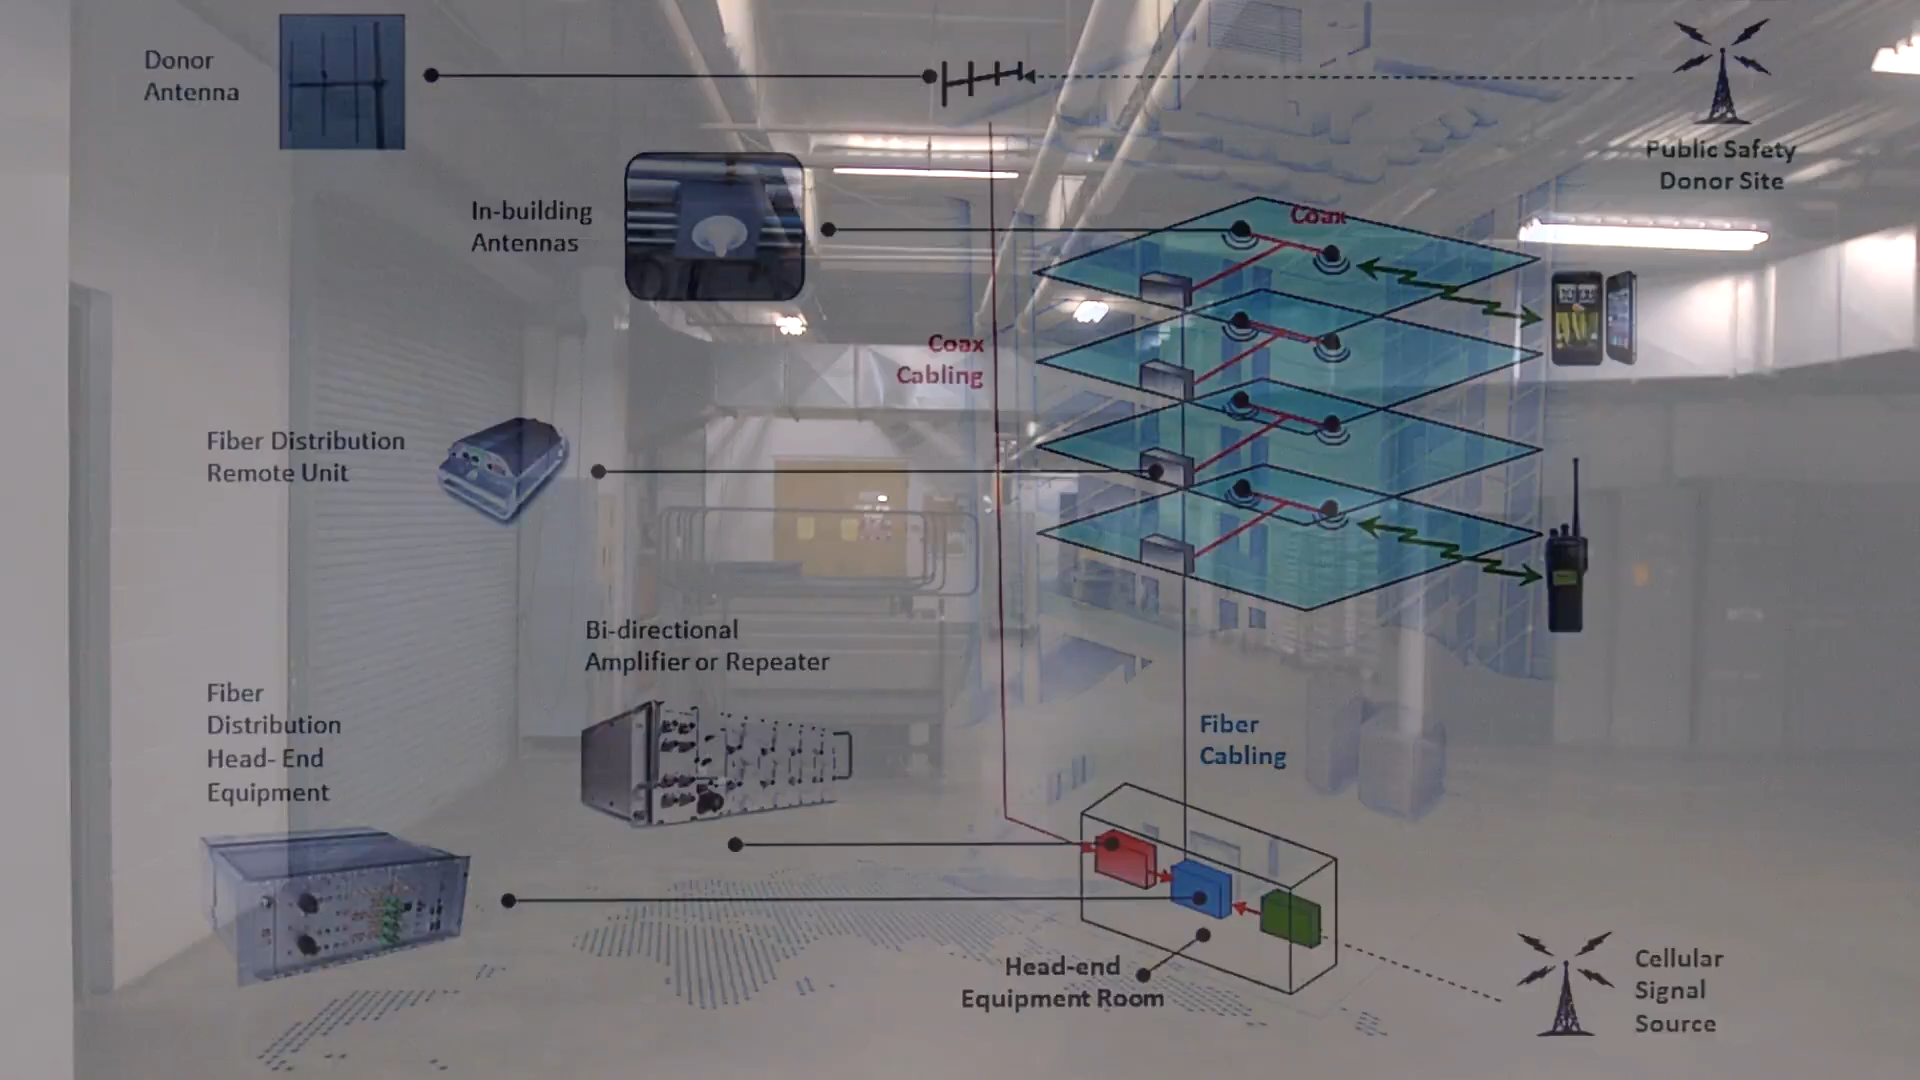 Donor
Antenna
Public Safety
Donor Site
In-building
Antennas
Coax
Coax
Cabling
Fiber Distribution
Remote Unit
Bi-directional
Amplifier or Repeater
Fiber
Distribution
Head- End
Equipment
Fiber
Cabling
Head-end
Equipment Room
Cellular
Signal
Source